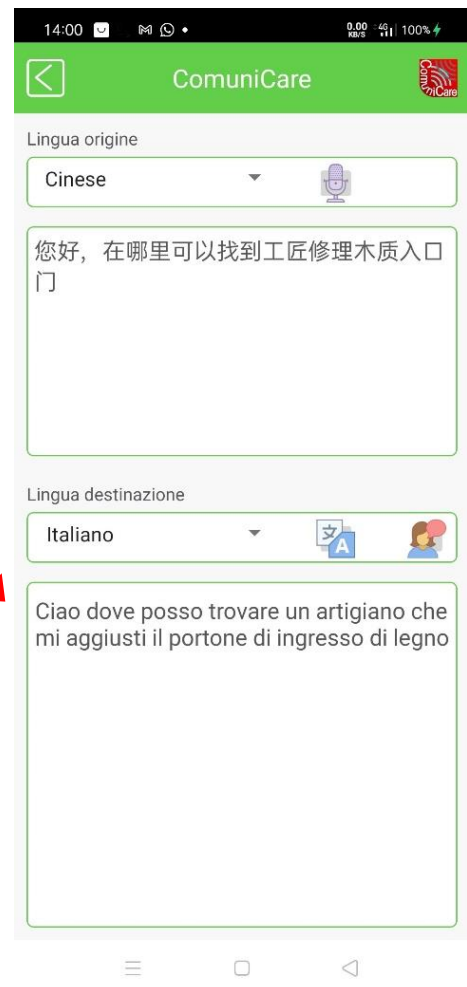 14:00
0.00 KB/S 4G 100%
ComuniCare
ComuniCare
Lingua origine
Cinese
您好，在哪里可以找到工匠修理木质入口
门
Lingua destinazione
Italiano
文 A
Ciao dove posso trovare un artigiano che
mi aggiusti il portone di ingresso di legno